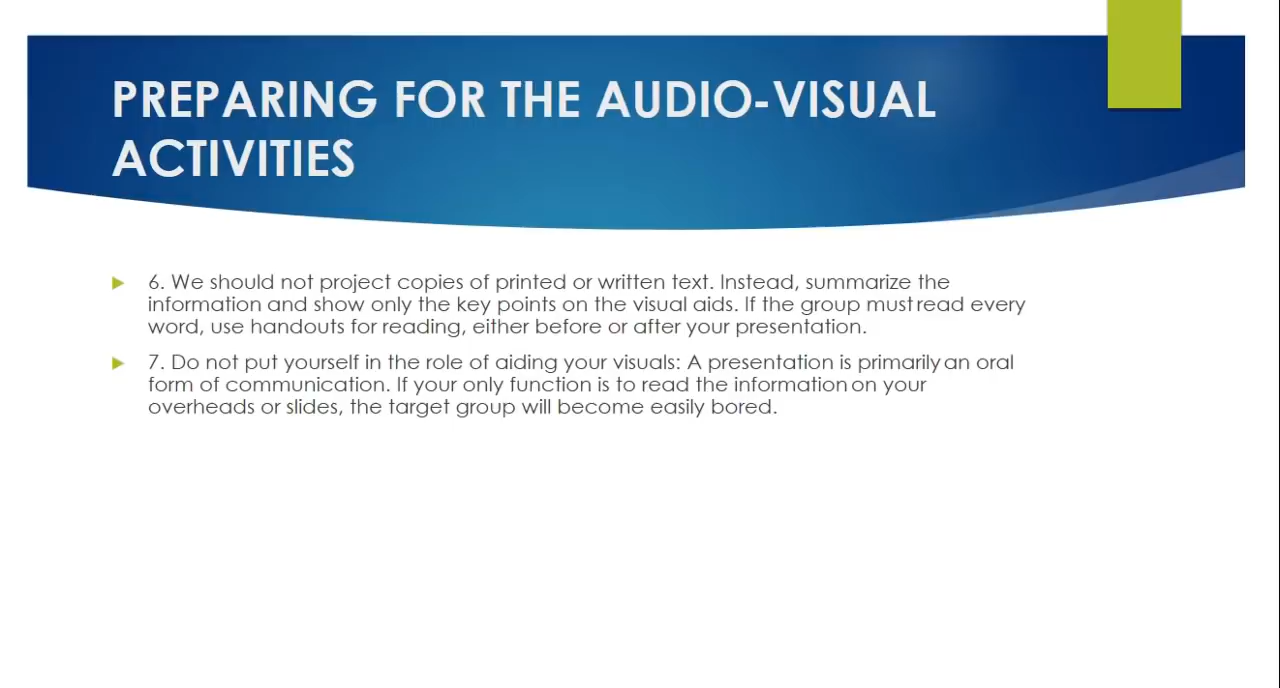 PREPARING FOR THE AUDIO-VISUAL
ACTIVITIES
6. We should not project copies of printed or written text. Instead, summarize the
information and show only the key points on the visual aids. If the group must read every
word, use handouts for reading, either before or after your presentation.
7. Do not put yourself in the role of aiding your visuals: A presentation is primarily an oral
form of communication. If your only function is to read the information on your
overheads or slides, the target group will become easily bored.